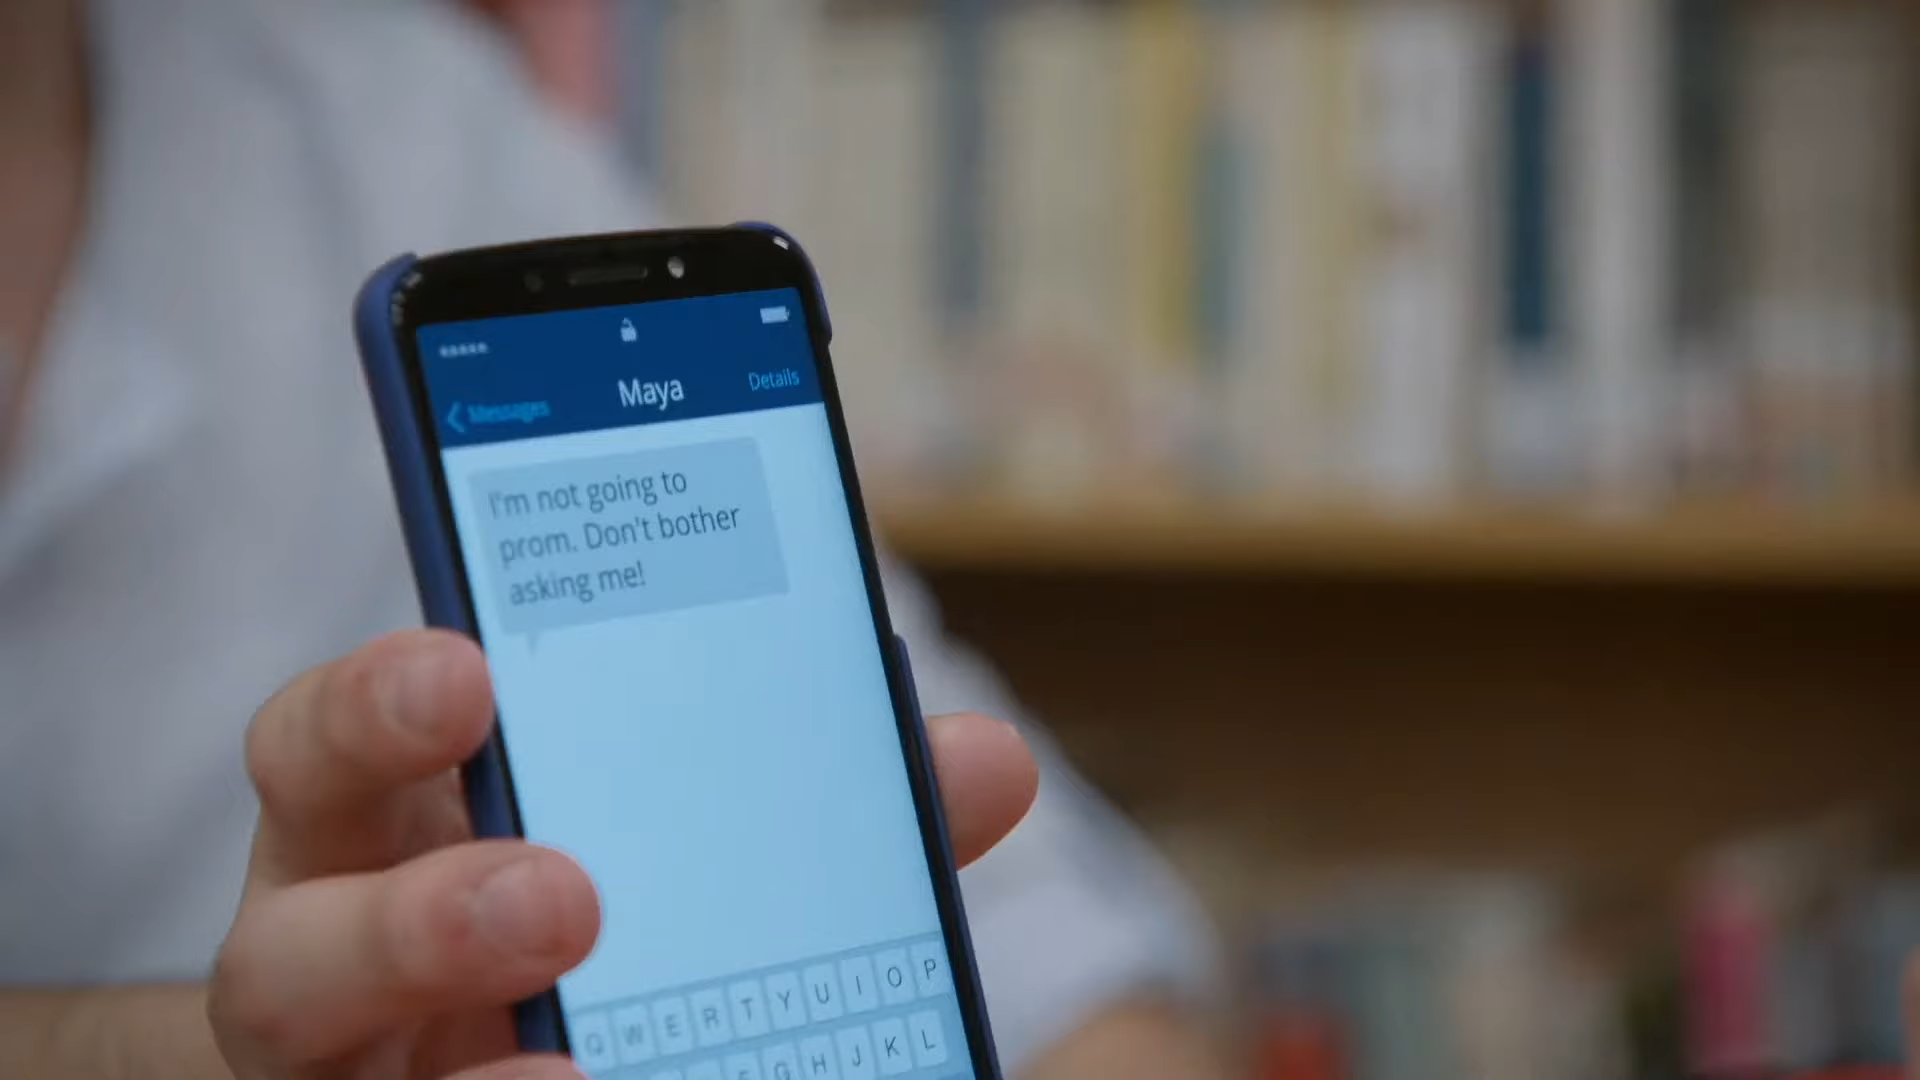 Maya
Details
Messages
I'm not going to
prom. Don't bother
asking me!
Q W E R T Y U I O P
G H J K L